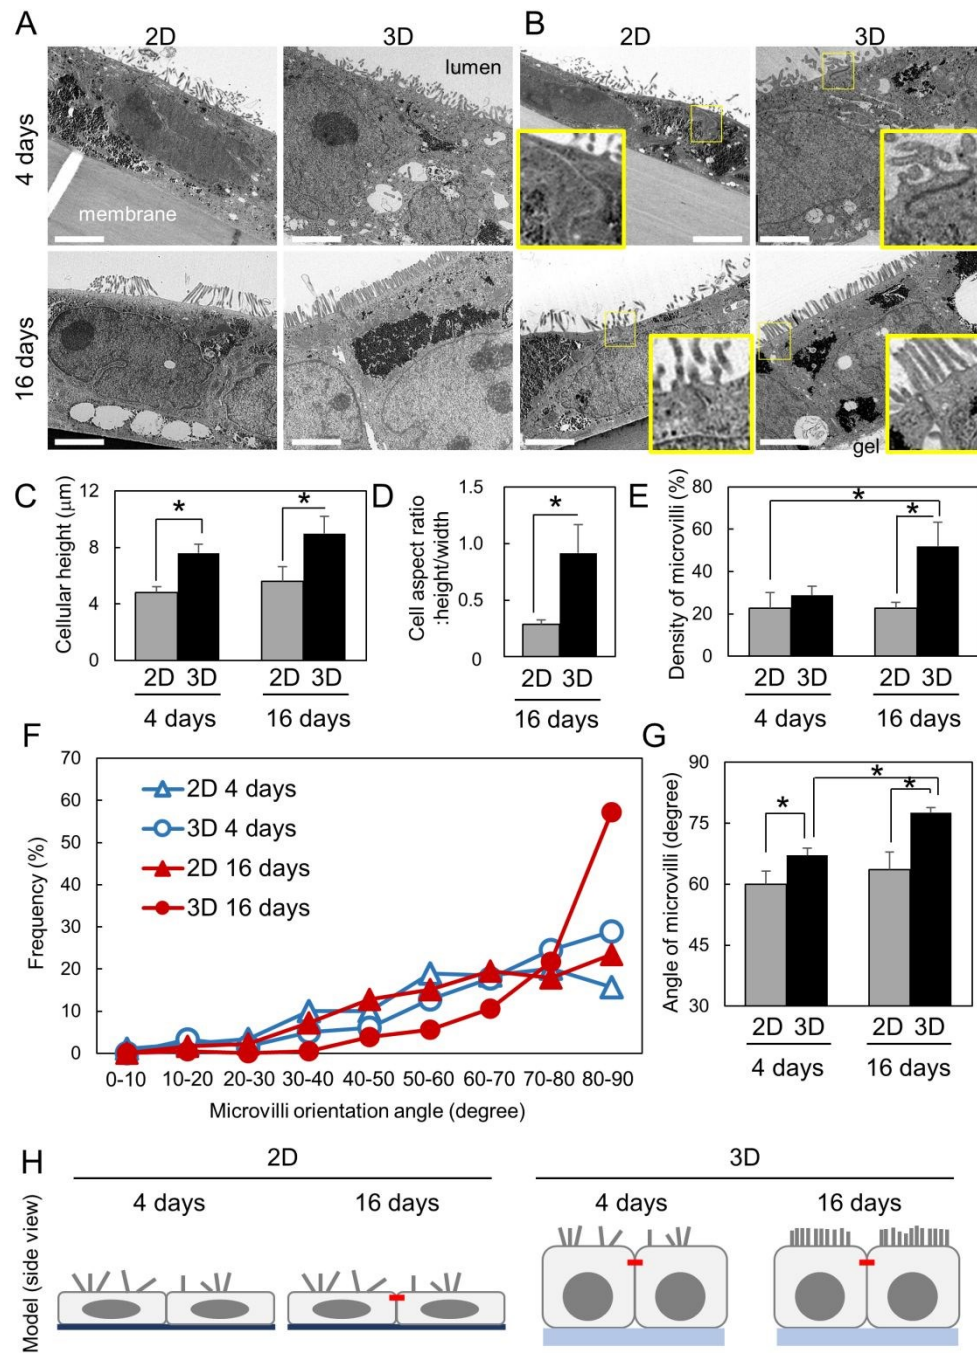 A
B
2D
3D
2D
3D
4 days
lumen
membrane
16 days
gel
C
Cellular height (μm)
12
8
4
0
*
*
2D 3D
2D 3D
4 days
16 days
D
Cell aspect ratio
:height/width
1.5
1.0
0.5
0
*
2D 3D
16 days
E
Density of microvilli (%)
80
60
40
20
0
*
*
2D 3D
2D 3D
4 days
16 days
F
Frequency (%)
70
60
50
40
30
20
10
0
2D 4 days
3D 4 days
2D 16 days
3D 16 days
0-10 10-20 20-30 30-40 40-50 50-60 60-70 70-80 80-90
Microvilli orientation angle (degree)
G
Angle of microvilli (degree)
90
75
60
45
30
*
*
*
2D 3D
2D 3D
4 days
16 days
H
Model (side view)
2D
3D
4 days
16 days
4 days
16 days